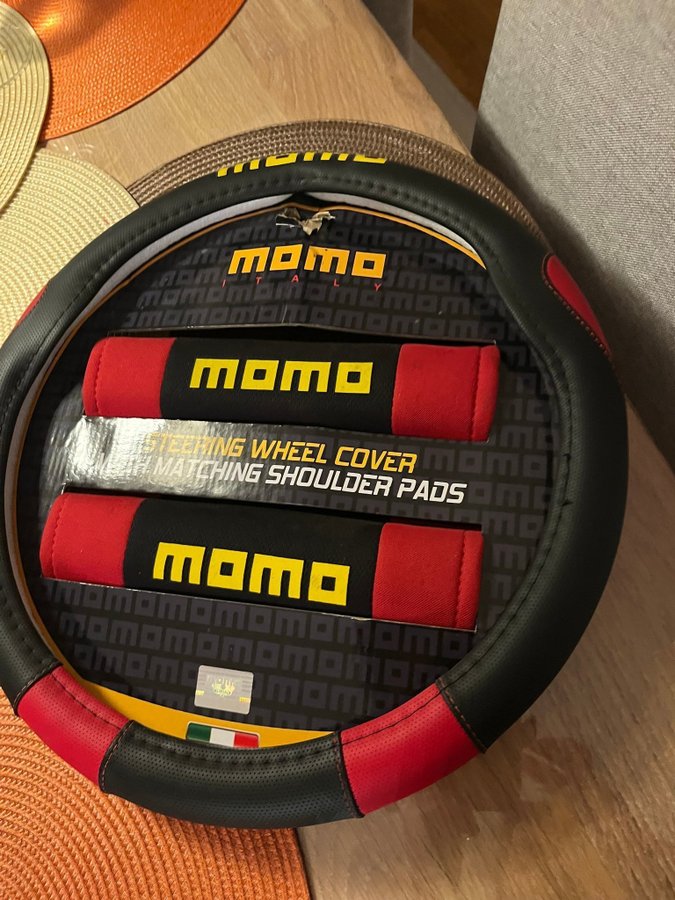 momo
momo
ITALY
momo
STEERING WHEEL COVER
MATCHING SHOULDER PADS
momo